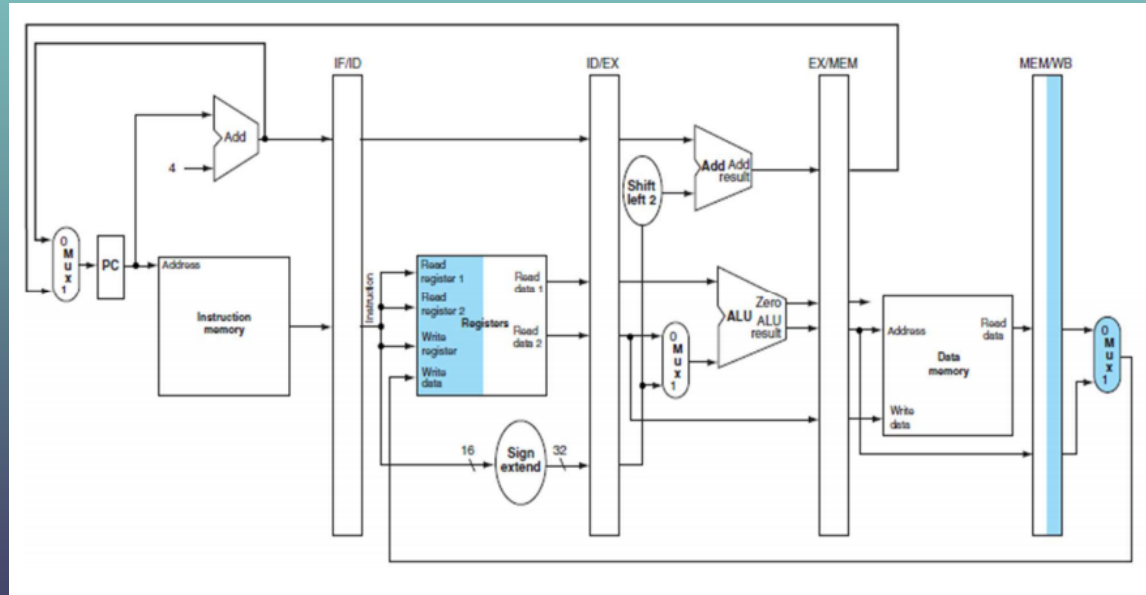 IF/ID
ID/EX
EX/MEM
MEM/WB
Add
4
Shift
left 2
Add Add
result
0
M
u
x
1
PC
Address
Instruction
memory
Instruction
Read
register 1
Read
register 2
Write
register
Write
data
Registers
Read
data 1
Read
data 2
0
M
u
x
1
Zero
ALU ALU
result
Address
Read
data
Data
memory
Write
data
0
M
u
x
1
16
Sign
extend
32